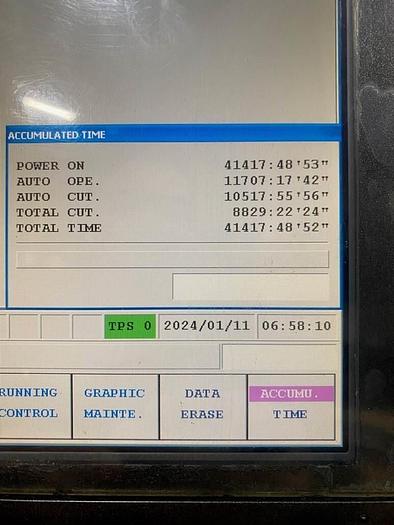 ACCUMULATED TIME
POWER ON 41417:48'53"
AUTO OPE. 11707:17'42"
AUTO CUT. 10517:55'56"
TOTAL CUT. 8829:22'24"
TOTAL TIME 41417:48'52"
TPS 0 2024/01/11 06:58:10
RUNNING GRAPHIC DATA ACCUMU.
CONTROL MAINTE. ERASE TIME